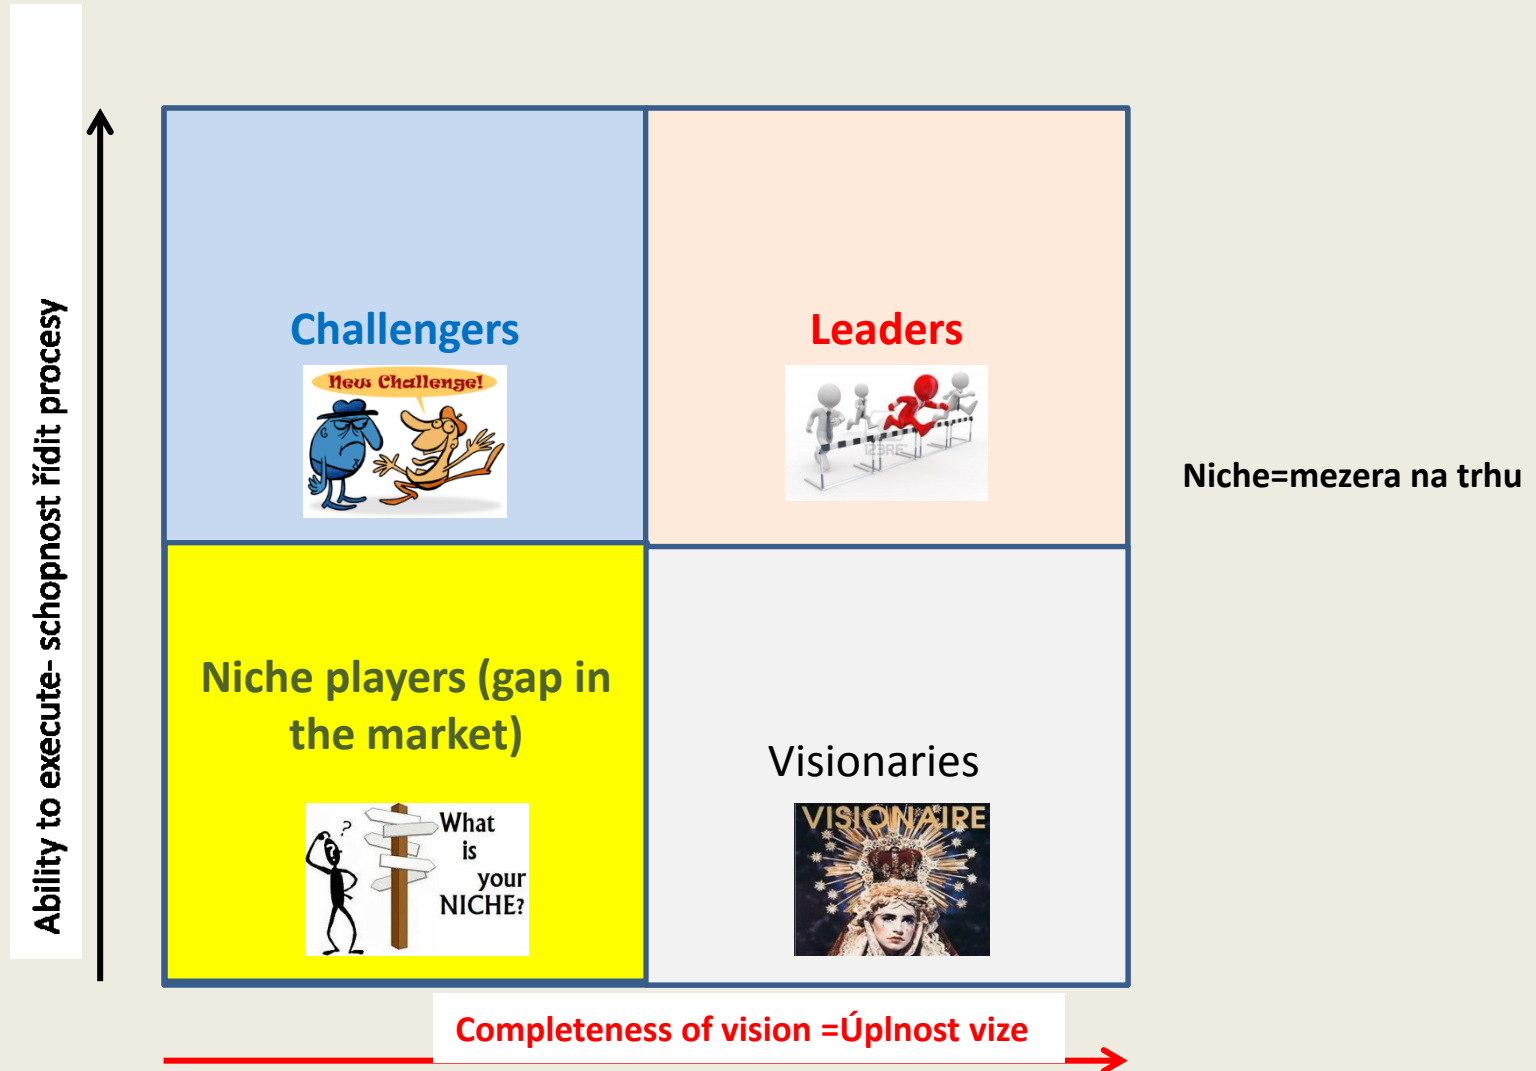 Ability to execute- schopnost řídit procesy
Challengers
New Challenge!
Leaders
123RF
Niche=mezera na trhu
Niche players (gap in
the market)
?
What
is
your
NICHE?
Visionaries
VISIONAIRE
Completeness of vision =Úplnost vize